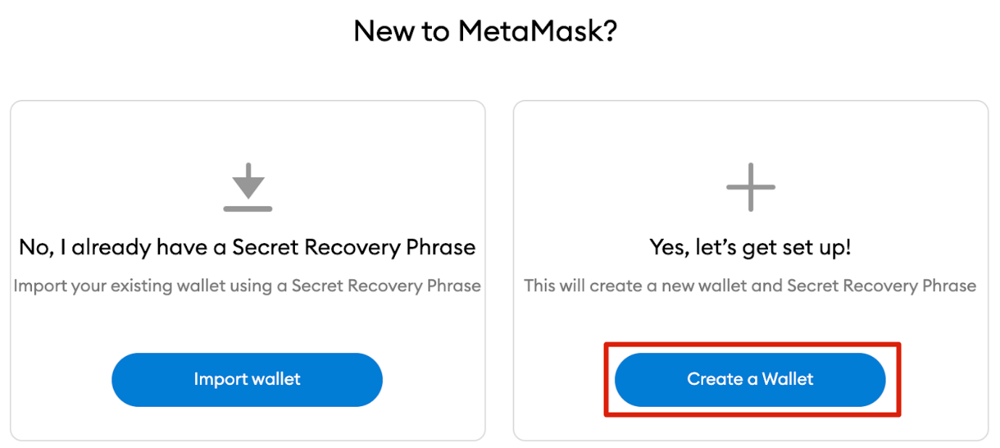 New to MetaMask?
No, I already have a Secret Recovery Phrase
Import your existing wallet using a Secret Recovery Phrase
Import wallet
Yes, let’s get set up!
This will create a new wallet and Secret Recovery Phrase
Create a Wallet